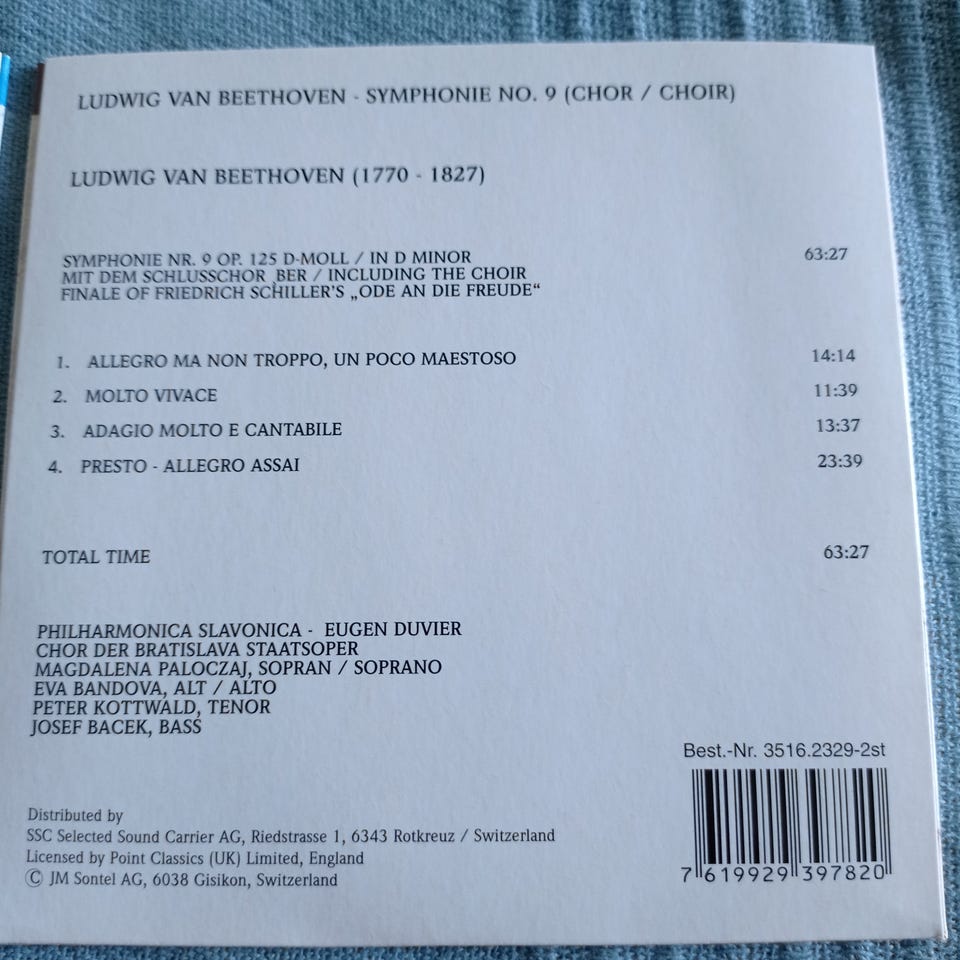 LUDWIG VAN BEETHOVEN - SYMPHONIE NO. 9 (CHOR / CHOIR)
LUDWIG VAN BEETHOVEN (1770 - 1827)
SYMPHONIE NR. 9 OP. 125 D-MOLL / IN D MINOR 63:27
MIT DEM SCHLUSSCHOR BER / INCLUDING THE CHOIR
FINALE OF FRIEDRICH SCHILLER'S „ODE AN DIE FREUDE“
1. ALLEGRO MA NON TROPPO, UN POCO MAESTOSO 14:14
2. MOLTO VIVACE 11:39
3. ADAGIO MOLTO E CANTABILE 13:37
4. PRESTO - ALLEGRO ASSAI 23:39
TOTAL TIME 63:27
PHILHARMONICA SLAVONICA - EUGEN DUVIER
CHOR DER BRATISLAVA STAATSOPER
MAGDALENA PALOCZAJ, SOPRAN / SOPRANO
EVA BANDOVA, ALT / ALTO
PETER KOTTWALD, TENOR
JOSEF BACEK, BASS
Best.-Nr. 3516.2329-2st
7 619929 397820
Distributed by
SSC Selected Sound Carrier AG, Riedstrasse 1, 6343 Rotkreuz / Switzerland
Licensed by Point Classics (UK) Limited, England
© JM Sontel AG, 6038 Gisikon, Switzerland